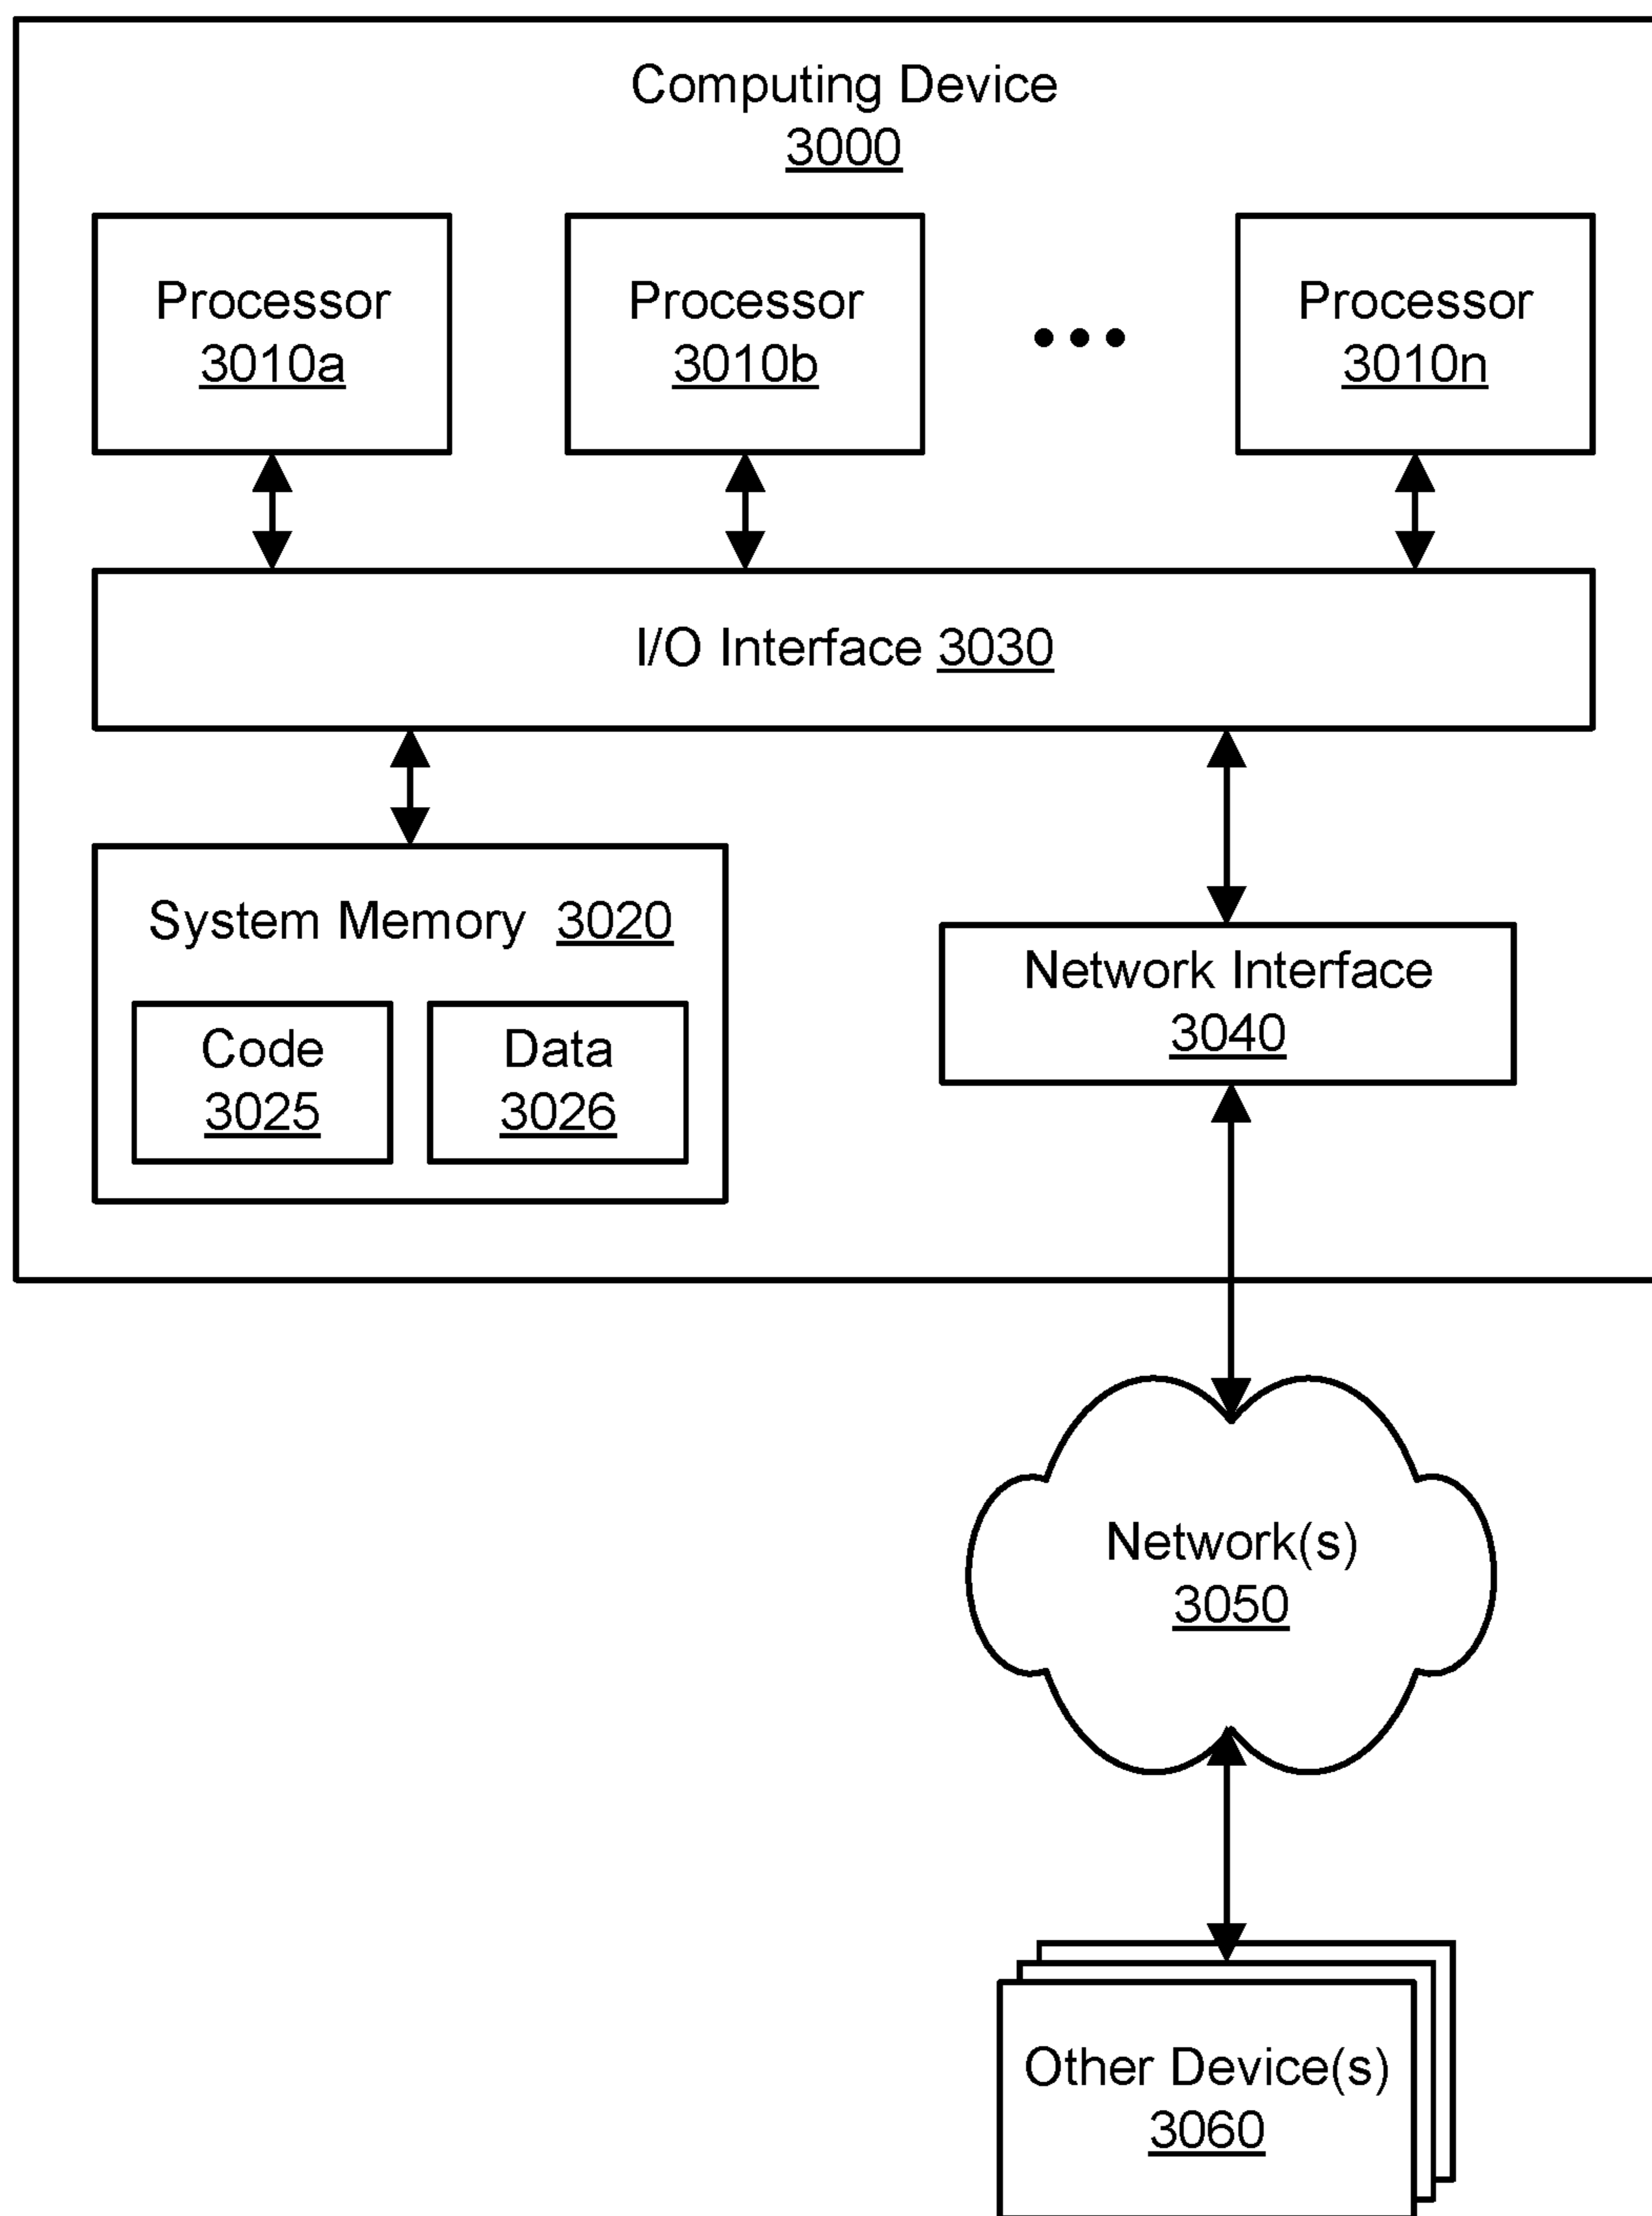 Computing Device
3000
Processor
3010a
Processor
3010b
Processor
3010n
I/O Interface 3030
System Memory 3020
Code
3025
Data
3026
Network Interface
3040
Network(s)
3050
Other Device(s)
3060